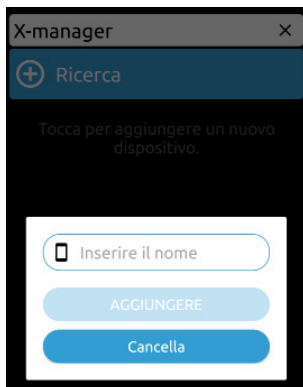 X-manager
Ricerca
Tocca per aggiungere un nuovo
dispositivo.
Inserire il nome
AGGIUNGERE
Cancella